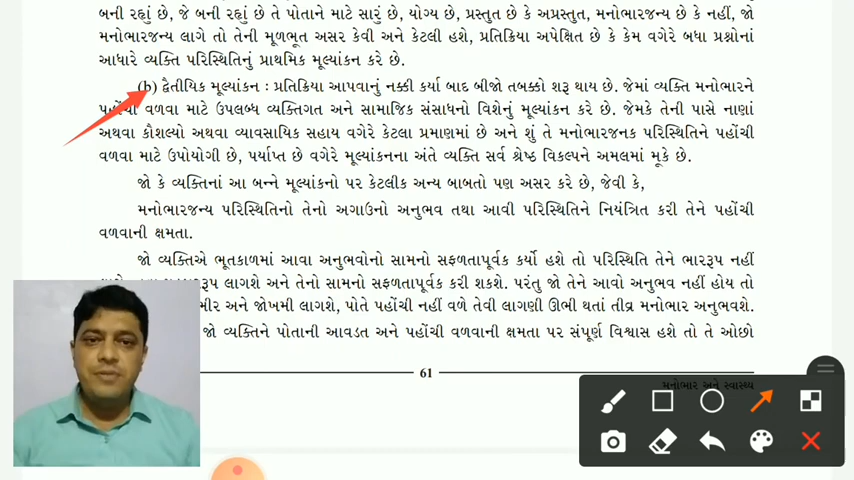 બની રહ્યું છે, જે બની રહ્યું છે તે પોતાને માટે સારું છે, યોગ્ય છે, પ્રસ્તુત છે કે અપ્રસ્તુત, મનોભારજન્ય છે કે નહીં, જો
મનોભારજન્ય લાગે તો તેની મૂળભૂત અસર કેવી અને કેટલી હશે, પ્રતિક્રિયા અપેક્ષિત છે કે કેમ વગેરે બધા પ્રશ્નોનાં
આધારે વ્યક્તિ પરિસ્થિતિનું પ્રાથમિક મૂલ્યાંકન કરે છે.
(b) દ્વૈતીયિક મૂલ્યાંકન : પ્રતિક્રિયા આપવાનું નક્કી કર્યા બાદ બીજો તબક્કો શરૂ થાય છે. જેમાં વ્યક્તિ મનોભારને
પહોંચી વળવા માટે ઉપલબ્ધ વ્યક્તિગત અને સામાજિક સંસાધનો વિશેનું મૂલ્યાંકન કરે છે. જેમકે તેની પાસે નાણાં
અથવા કૌશલ્યો અથવા વ્યાવસાયિક સહાય વગેરે કેટલા પ્રમાણમાં છે અને શું તે મનોભારજનક પરિસ્થિતિને પહોંચી
વળવા માટે ઉપોયોગી છે, પર્યાપ્ત છે વગેરે મૂલ્યાંકનના અંતે વ્યક્તિ સર્વ શ્રેષ્ઠ વિકલ્પને અમલમાં મૂકે છે.
જો કે વ્યક્તિનાં આ બન્ને મૂલ્યાંકનો પર કેટલીક અન્ય બાબતો પણ અસર કરે છે, જેવી કે,
મનોભારજન્ય પરિસ્થિતિનો તેનો અગાઉનો અનુભવ તથા આવી પરિસ્થિતિને નિયંત્રિત કરી તેને પહોંચી
વળવાની ક્ષમતા.
જો વ્યક્તિએ ભૂતકાળમાં આવા અનુભવોનો સામનો સફળતાપૂર્વક કર્યો હશે તો પરિસ્થિતિ તેને ભારરૂપ નહીં
લાગશે અને તેનો સામનો સફળતાપૂર્વક કરી શકશે. પરંતુ જો તેને આવો અનુભવ નહીં હોય તો
અને જોખમી લાગશે, પોતે પહોંચી નહીં વળે તેવી લાગણી ઊભી થતાં તીવ્ર મનોભાર અનુભવશે.
જો વ્યક્તિને પોતાની આવડત અને પહોંચી વળવાની ક્ષમતા પર સંપૂર્ણ વિશ્વાસ હશે તો તે ઓછો
61
મનોભાર અને સ્વાસ્થ્ય